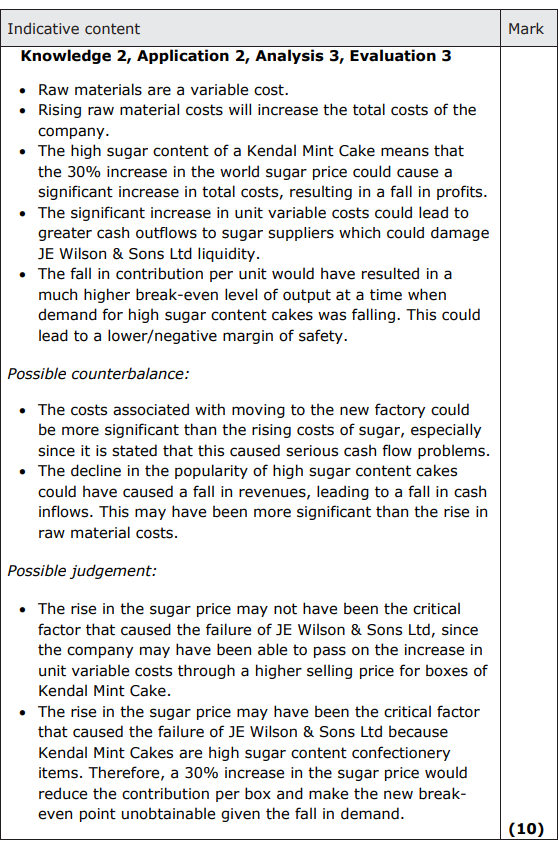 Indicative content Mark
Knowledge 2, Application 2, Analysis 3, Evaluation 3
• Raw materials are a variable cost.
• Rising raw material costs will increase the total costs of the
company.
• The high sugar content of a Kendal Mint Cake means that
the 30% increase in the world sugar price could cause a
significant increase in total costs, resulting in a fall in profits.
• The significant increase in unit variable costs could lead to
greater cash outflows to sugar suppliers which could damage
JE Wilson & Sons Ltd liquidity.
• The fall in contribution per unit would have resulted in a
much higher break-even level of output at a time when
demand for high sugar content cakes was falling. This could
lead to a lower/negative margin of safety.
Possible counterbalance:
• The costs associated with moving to the new factory could
be more significant than the rising costs of sugar, especially
since it is stated that this caused serious cash flow problems.
• The decline in the popularity of high sugar content cakes
could have caused a fall in revenues, leading to a fall in cash
inflows. This may have been more significant than the rise in
raw material costs.
Possible judgement:
• The rise in the sugar price may not have been the critical
factor that caused the failure of JE Wilson & Sons Ltd, since
the company may have been able to pass on the increase in
unit variable costs through a higher selling price for boxes of
Kendal Mint Cake.
• The rise in the sugar price may have been the critical factor
that caused the failure of JE Wilson & Sons Ltd because
Kendal Mint Cakes are high sugar content confectionery
items. Therefore, a 30% increase in the sugar price would
reduce the contribution per box and make the new break-
even point unobtainable given the fall in demand.
(10)